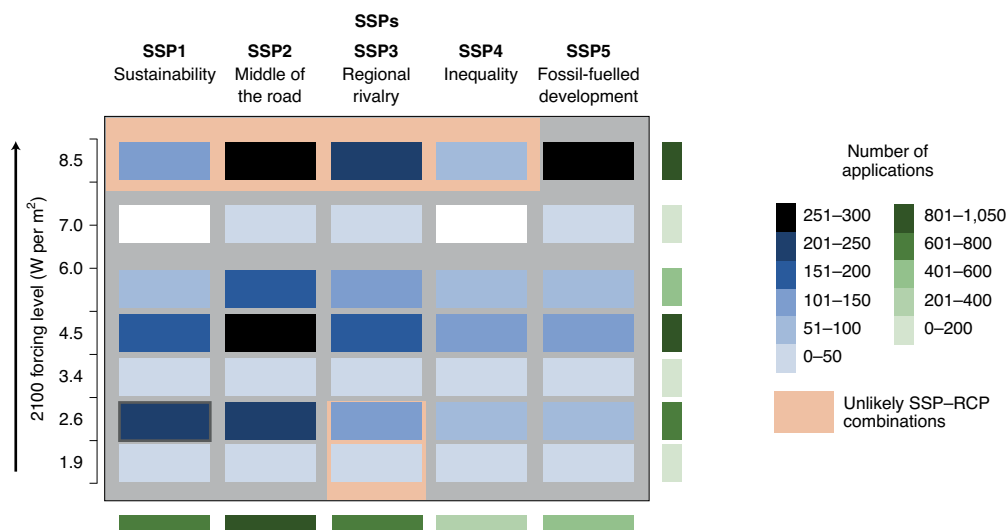 SSPs
SSP1 SSP2 SSP3 SSP4 SSP5
Sustainability Middle of Regional Inequality Fossil-fuelled
the road rivalry development
2100 forcing level (W per m²)
8.5
7.0
6.0
4.5
3.4
2.6
1.9
Number of
applications
251–300 801–1,050
201–250 601–800
151–200 401–600
101–150 201–400
51–100 0–200
0–50
Unlikely SSP–RCP
combinations